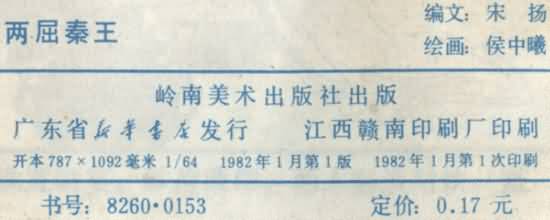 两屈秦王
编文：宋 扬
绘画：侯中曦
岭南美术出版社出版
广东省新华书店发行 江西赣南印刷厂印刷
开本787×1092毫米 1/64 1982年1月第1版 1982年1月第1次印刷
书号：8260·0153 定价：0.17 元